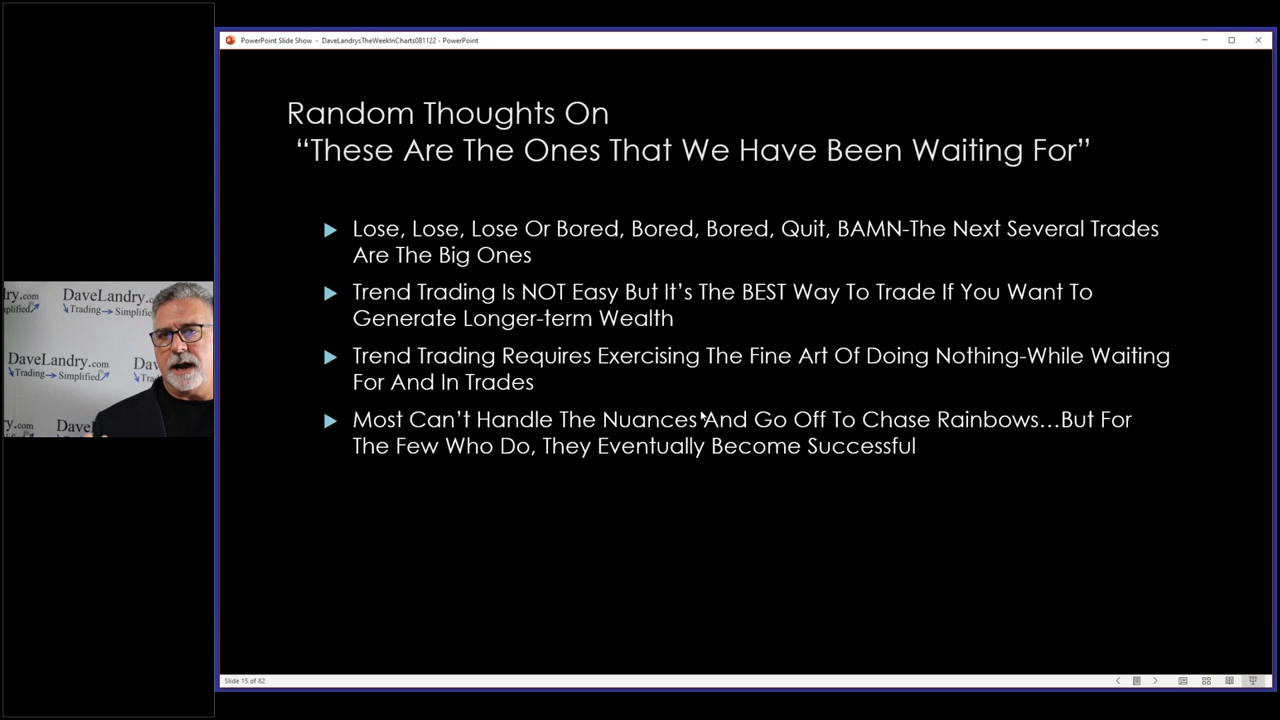 PowerPoint Slide Show - DaveLandrysTheWeekInCharts081122 - PowerPoint
Random Thoughts On
“These Are The Ones That We Have Been Waiting For”
Lose, Lose, Lose Or Bored, Bored, Bored, Quit, BAMN-The Next Several Trades
Are The Big Ones
Trend Trading Is NOT Easy But It’s The BEST Way To Trade If You Want To
Generate Longer-term Wealth
Trend Trading Requires Exercising The Fine Art Of Doing Nothing-While Waiting
For And In Trades
Most Can’t Handle The Nuances And Go Off To Chase Rainbows…But For
The Few Who Do, They Eventually Become Successful
ry.com
DaveLandry.com
Trading Simplified
DaveLandry.com
Trading Simplified
Slide 15 of 82